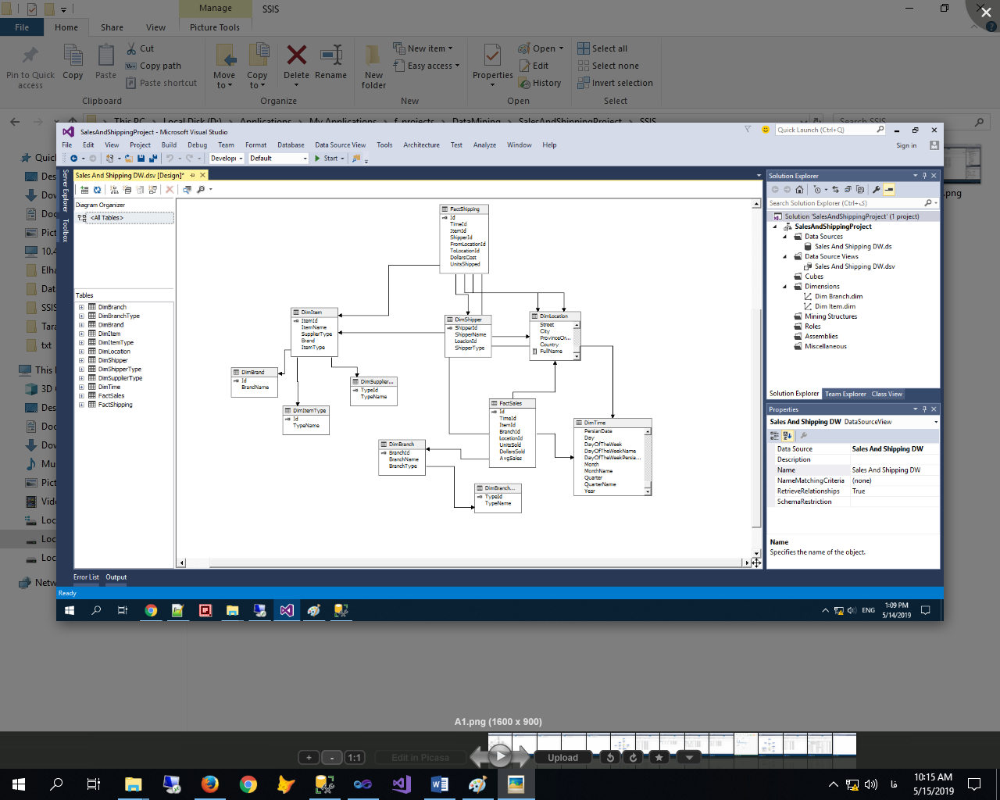 Manage
SSIS
File
Home
Share
View
Picture Tools
Pin to Quick access
Copy
Paste
Cut
Copy path
Paste shortcut
Move to
Copy to
Delete
Rename
New folder
New item
Easy access
Properties
Open
Edit
History
Select all
Select none
Invert selection
Clipboard
Organize
New
Open
Select
This PC
Local Disk (D:)
Applications
My Applications
f_projects
DataMining
SalesAndShippingProject
SSIS
Search SSIS
Quic
Des
Dov
Doc
Pict
10.4
Elha
Data
SSIS
Tara
txt
This
3D
Des
Doc
Dov
Mus
Pict
Vide
Loc
Loc
Loc
Netw
.png
SalesAndShippingProject - Microsoft Visual Studio
Quick Launch (Ctrl+Q)
File Edit View Project Build Debug Team Format Database Data Source View Tools Architecture Test Analyze Window Help
Sign in
Developi
Default
Start
Server Explorer
Toolbox
Sales And Shipping DW.dsv [Design]*
Diagram Organizer
<All Tables>
Tables
DimBranch
DimBranchType
DimBrand
DimItem
DimItemType
DimLocation
DimShipper
DimShipperType
DimSupplierType
DimTime
FactSales
FactShipping
FactShipping
Id
TimeId
ItemId
ShipperId
FromLocationId
ToLocationId
DollarsCost
UnitsShipped
DimItem
ItemId
ItemName
SupplierType
Brand
ItemType
DimShipper
ShipperId
ShipperName
LoacionId
ShipperType
DimLocation
Street
City
ProvinceOr...
Country
FullName
DimBrand
Id
BrandName
DimSupplier...
TypeId
TypeName
DimItemType
Id
TypeName
FactSales
Id
TimeId
ItemId
BranchId
LocationId
UnitsSold
DollersSold
AvgSales
DimTime
PersianDate
Day
DayOfTheWeek
DayOfTheWeekName
DayOfTheWeekPersia...
Month
MonthName
Quarter
QuarterName
Year
DimBranch
BranchId
BranchName
BranchType
DimBranch...
TypeId
TypeName
Solution Explorer
Search Solution Explorer (Ctrl+ک)
Solution 'SalesAndShippingProject' (1 project)
SalesAndShippingProject
Data Sources
Sales And Shipping DW.ds
Data Source Views
Sales And Shipping DW.dsv
Cubes
Dimensions
Dim Branch.dim
Dim Item.dim
Mining Structures
Roles
Assemblies
Miscellaneous
Solution Explorer
Team Explorer
Class View
Properties
Sales And Shipping DW DataSourceView
Data Source Sales And Shipping DW
Description
Name Sales And Shipping DW
NameMatchingCriteria (none)
RetrieveRelationships True
SchemaRestriction
Name
Specifies the name of the object.
Error List
Output
Ready
ENG
1:09 PM
5/14/2019
A1.png (1600 x 900)
1:1
Edit in Picasa
Upload
فا
10:15 AM
5/15/2019